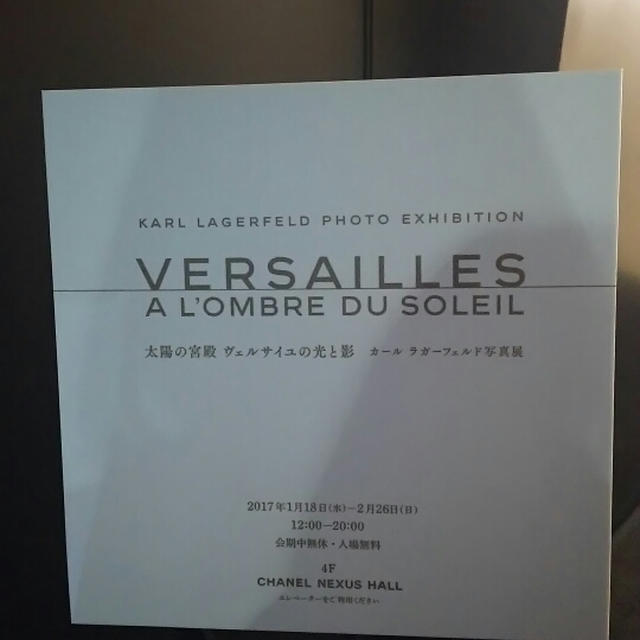 KARL LAGERFELD PHOTO EXHIBITION
VERSAILLES
A L'OMBRE DU SOLEIL
太陽の宮殿 ヴェルサイユの光と影 カール ラガーフェルド写真展
2017年1月18日(水)−2月26日(日)
12:00−20:00
会期中無休・入場無料
4F
CHANEL NEXUS HALL
エレベーターをご利用ください